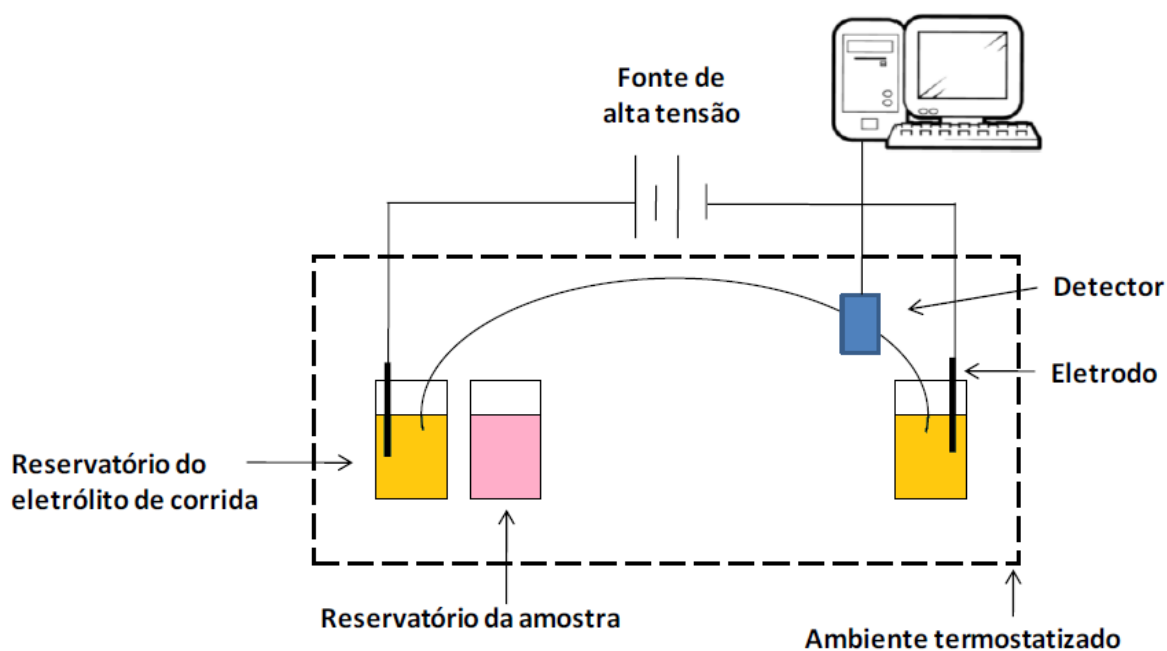 Fonte de
alta tensão
Detector
Eletrodo
Reservatório do
eletrólito de corrida
Reservatório da amostra
Ambiente termostatizado